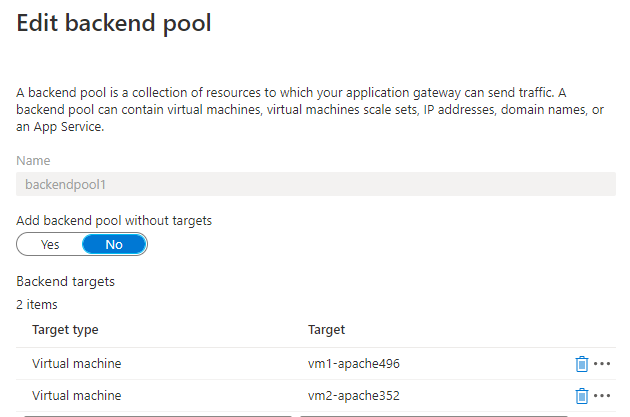 Edit backend pool
A backend pool is a collection of resources to which your application gateway can send traffic. A
backend pool can contain virtual machines, virtual machines scale sets, IP addresses, domain names, or
an App Service.
Name
backendpool1
Add backend pool without targets
Yes No
Backend targets
2 items
Target type Target
Virtual machine vm1-apache496
Virtual machine vm2-apache352